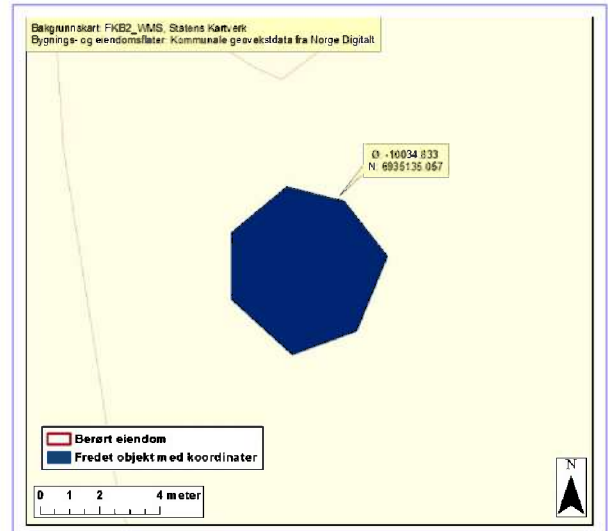 Bakgrunnskart: FKB2_WMS, Statens Kartverk
Bygnings- og eiendomsflater: Kommunale geovekstdata fra Norge Digitalt
Ø: -10034.833
N: 6935135.057
Berørt eiendom
Fredet objekt med koordinater
N
0 1 2 4 meter